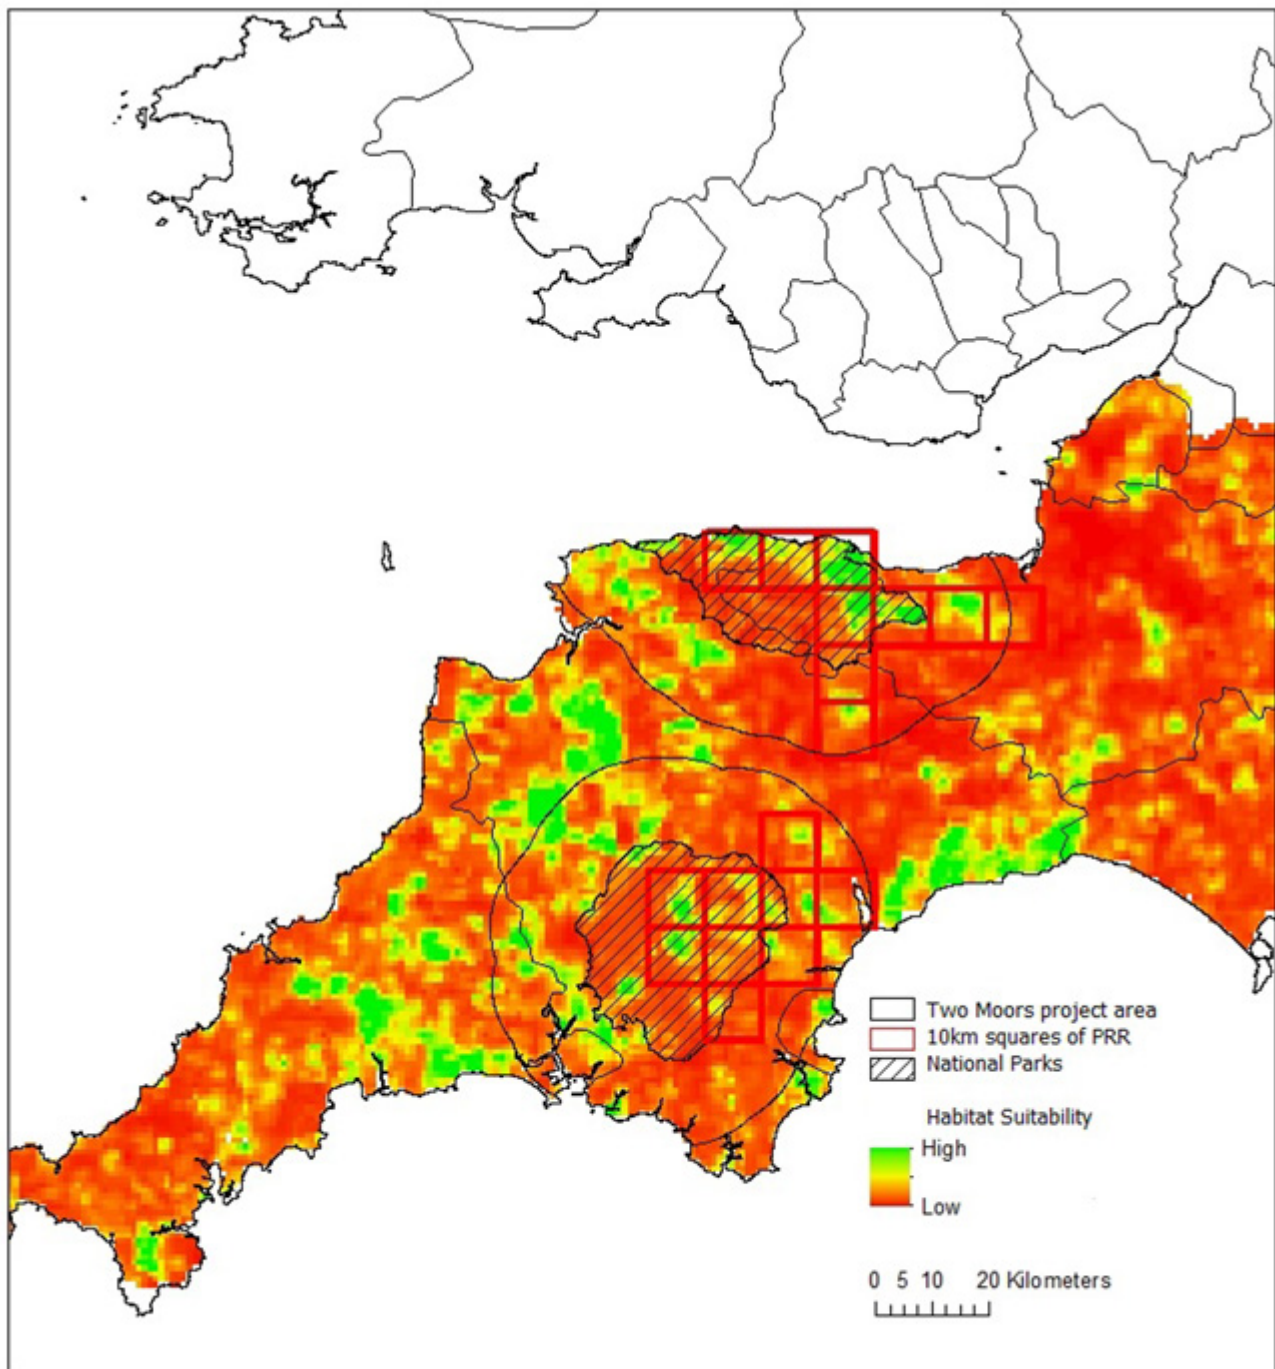 Two Moors project area
10km squares of PRR
National Parks
Habitat Suitability
High
Low
0 5 10 20 Kilometers